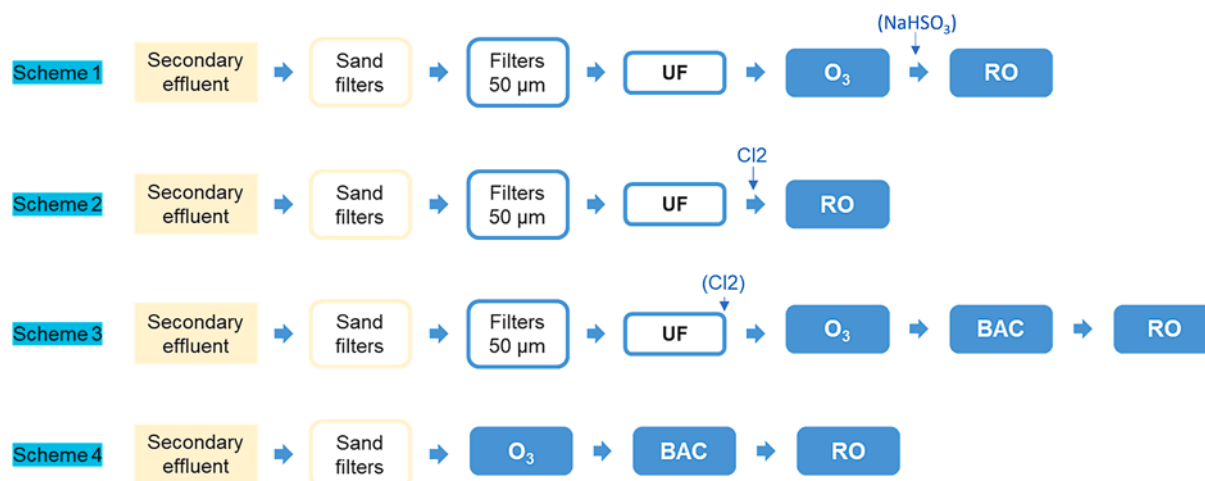 (NaHSO₃)
Scheme 1
Secondary
effluent
Sand
filters
Filters
50 µm
UF
O₃
RO
Cl2
Scheme 2
Secondary
effluent
Sand
filters
Filters
50 µm
UF
RO
(Cl2)
Scheme 3
Secondary
effluent
Sand
filters
Filters
50 µm
UF
O₃
BAC
RO
Scheme 4
Secondary
effluent
Sand
filters
O₃
BAC
RO